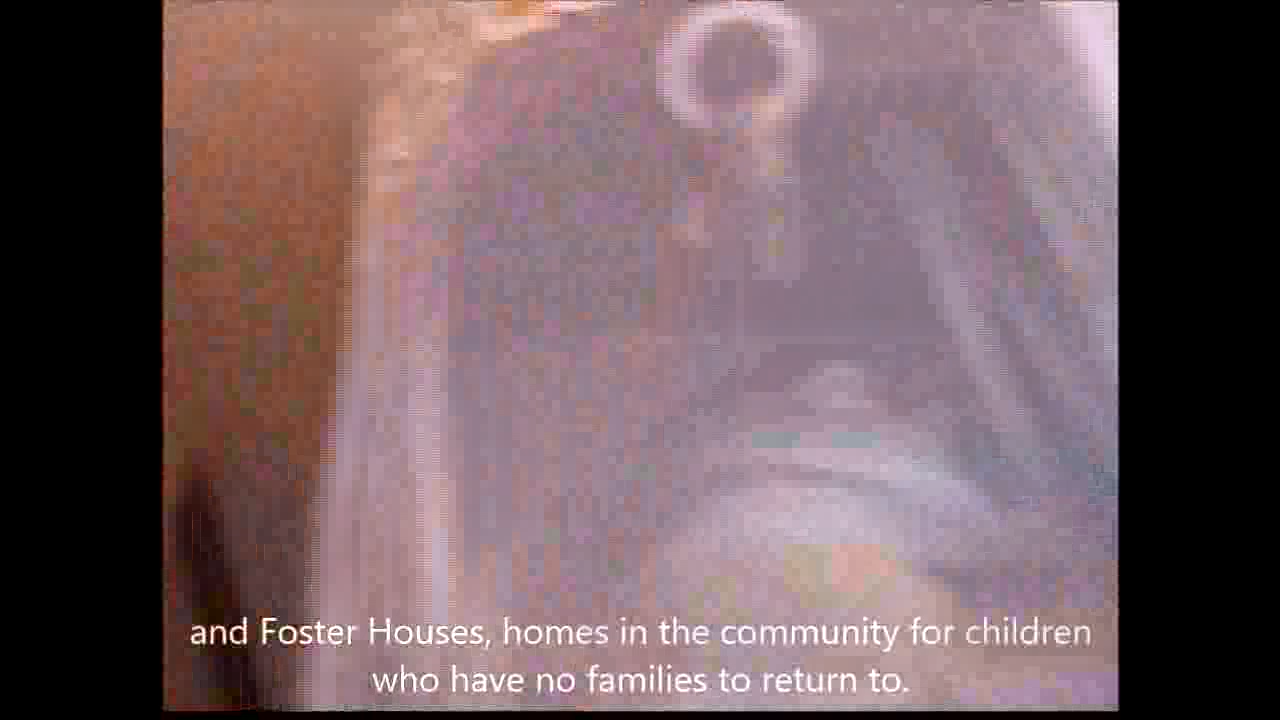 and Foster Houses, homes in the community for children
who have no families to return to.